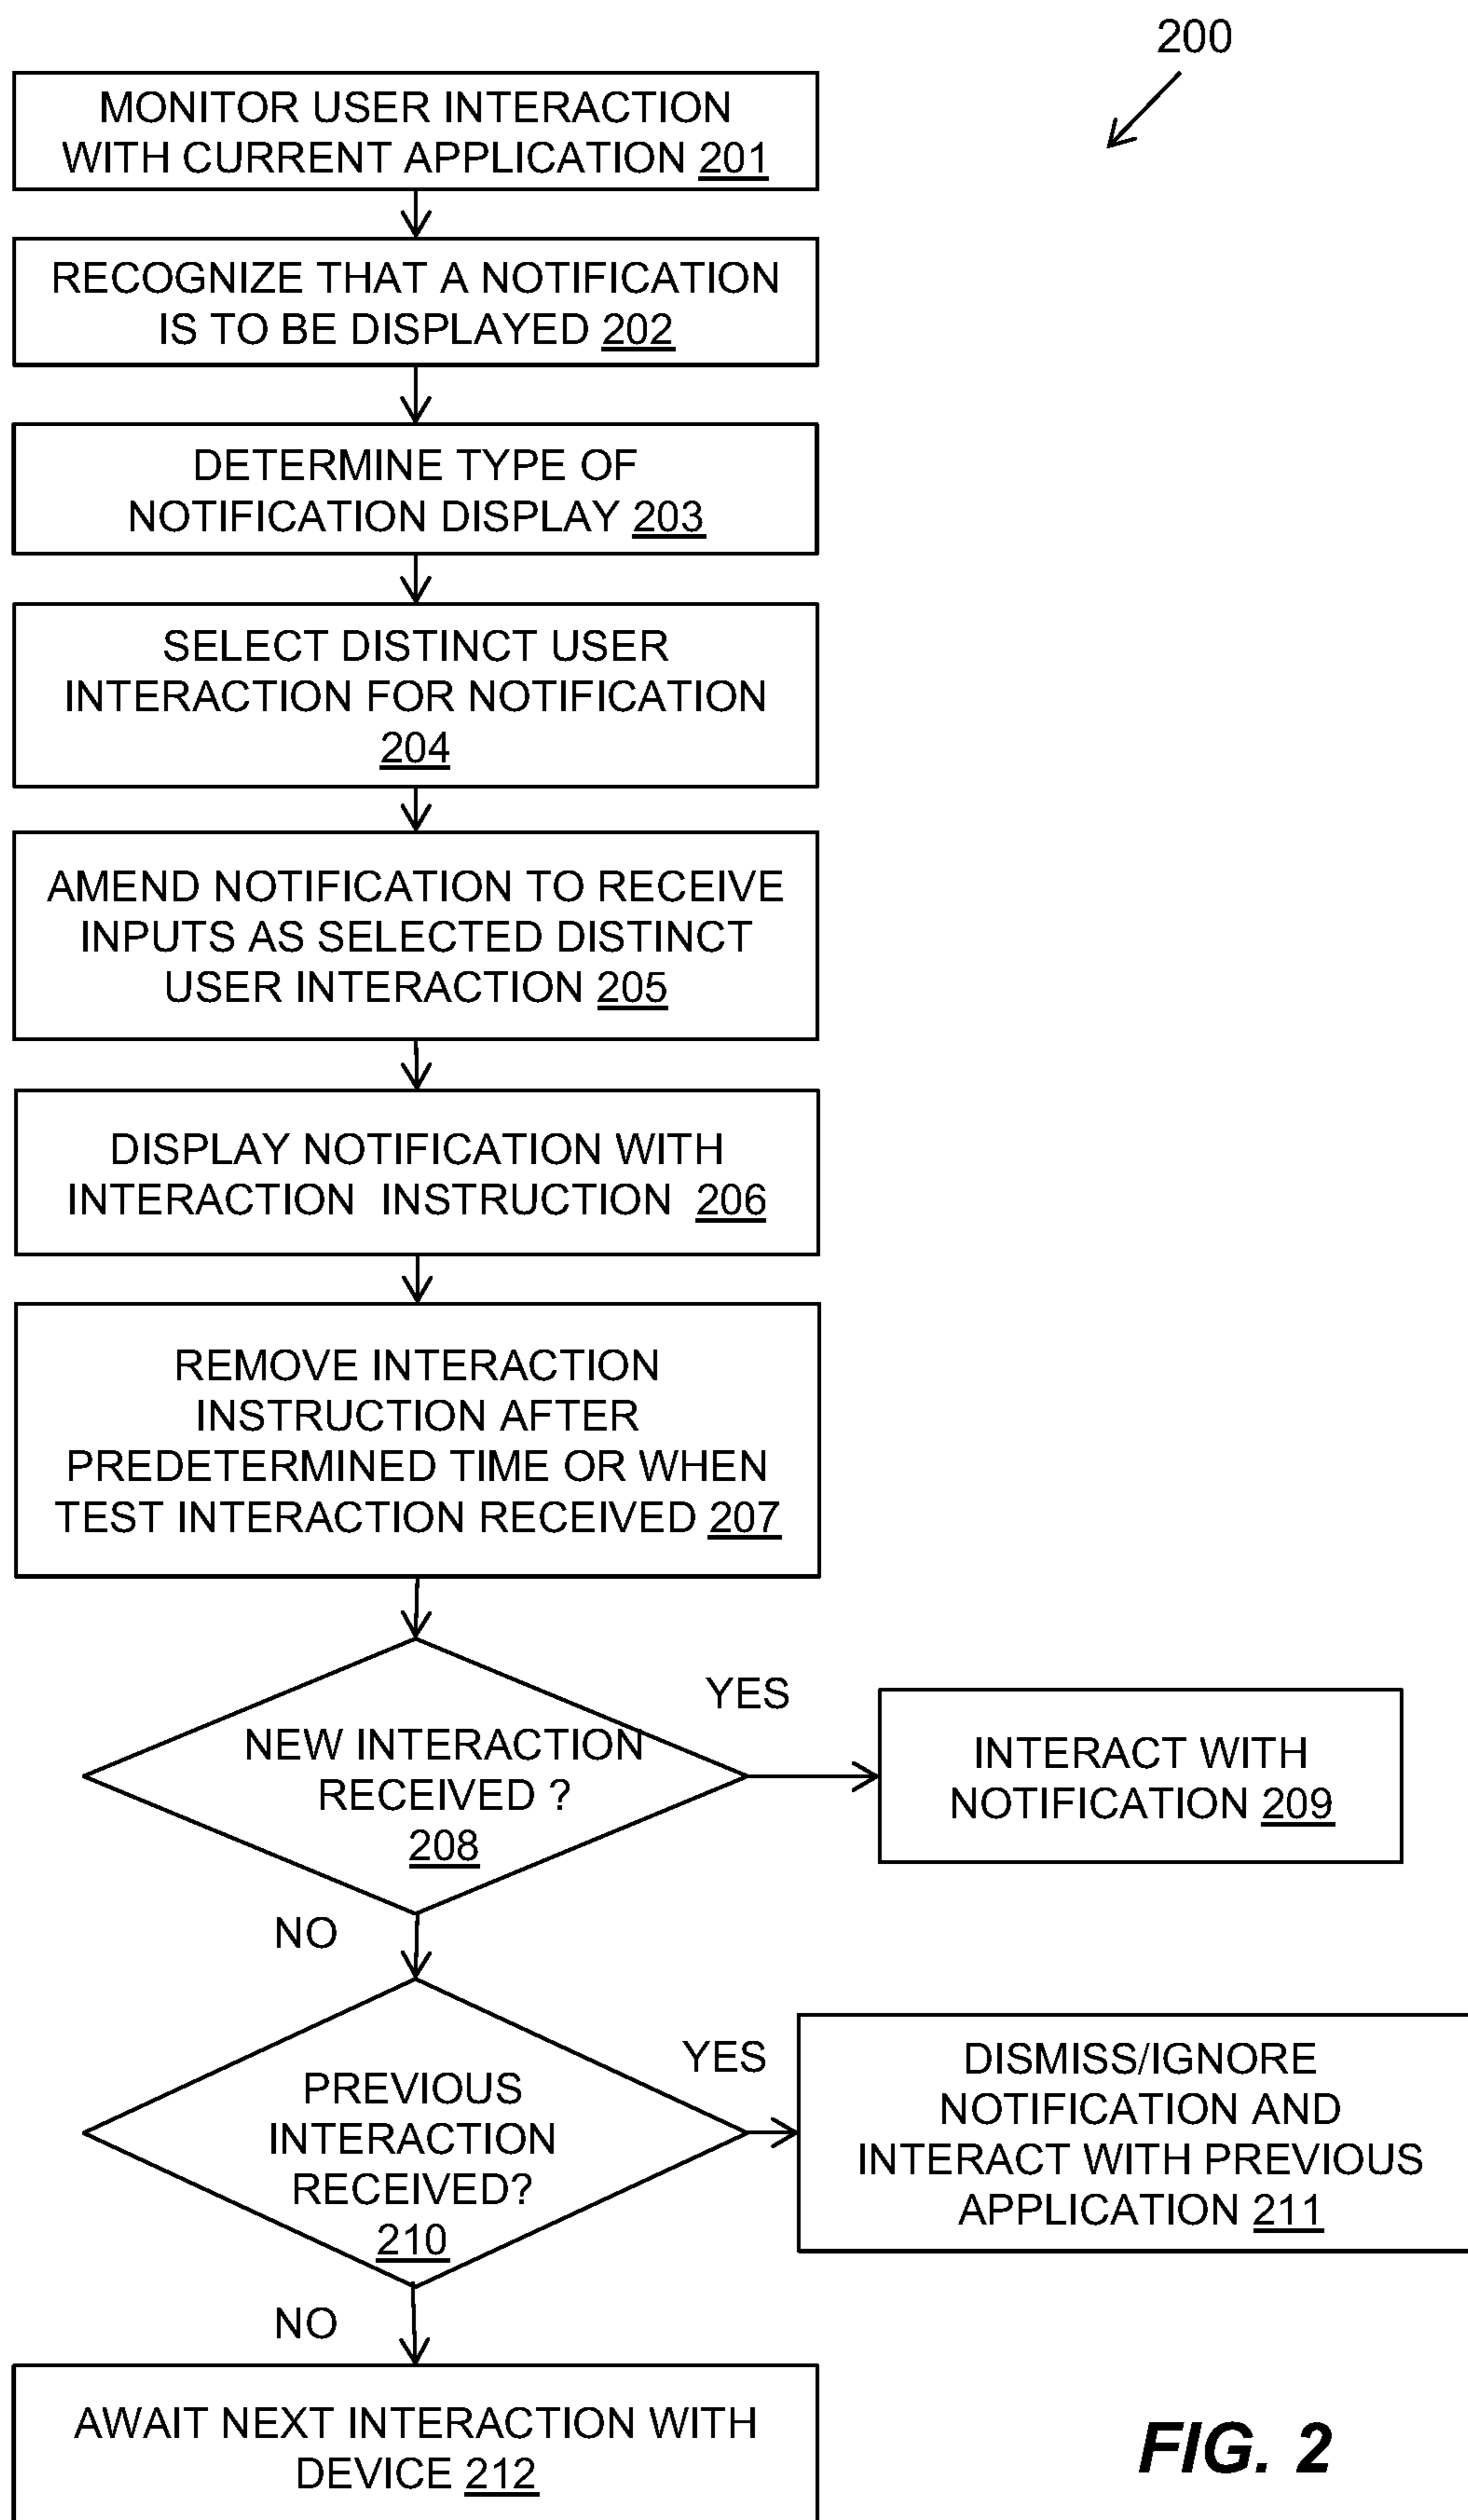 200
MONITOR USER INTERACTION
WITH CURRENT APPLICATION 201
RECOGNIZE THAT A NOTIFICATION
IS TO BE DISPLAYED 202
DETERMINE TYPE OF
NOTIFICATION DISPLAY 203
SELECT DISTINCT USER
INTERACTION FOR NOTIFICATION
204
AMEND NOTIFICATION TO RECEIVE
INPUTS AS SELECTED DISTINCT
USER INTERACTION 205
DISPLAY NOTIFICATION WITH
INTERACTION INSTRUCTION 206
REMOVE INTERACTION
INSTRUCTION AFTER
PREDETERMINED TIME OR WHEN
TEST INTERACTION RECEIVED 207
NEW INTERACTION
RECEIVED ?
208
YES
INTERACT WITH
NOTIFICATION 209
NO
PREVIOUS
INTERACTION
RECEIVED?
210
YES
DISMISS/IGNORE
NOTIFICATION AND
INTERACT WITH PREVIOUS
APPLICATION 211
NO
AWAIT NEXT INTERACTION WITH
DEVICE 212
FIG. 2